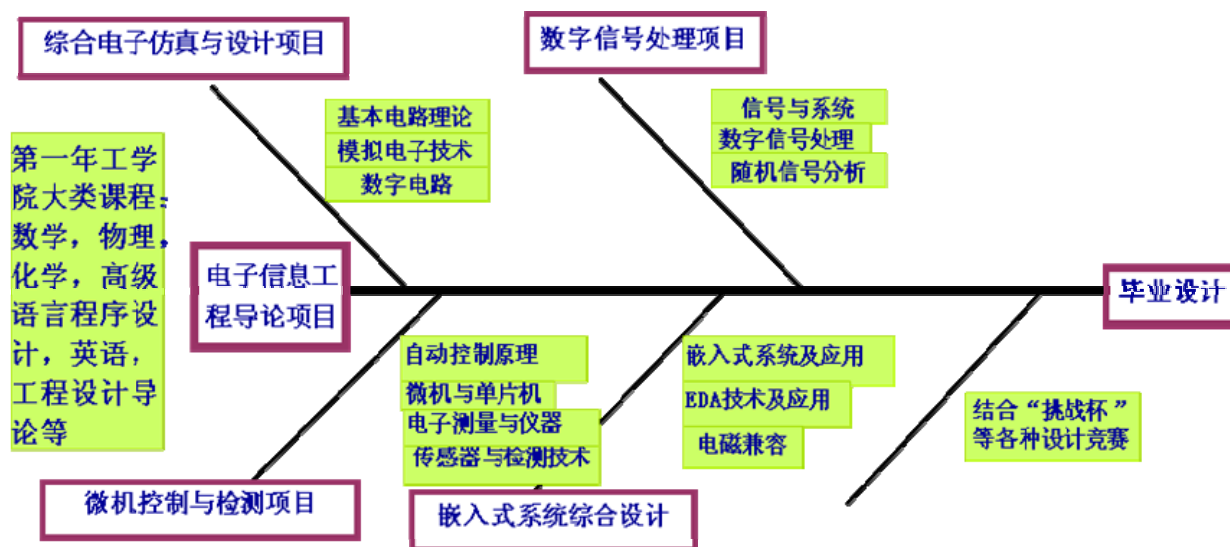 综合电子仿真与设计项目
数字信号处理项目
基本电路理论
模拟电子技术
数字电路
信号与系统
数字信号处理
随机信号分析
第一年工学
院大类课程：
数学，物理，
化学，高级
语言程序设
计，英语，
工程设计导
论等
电子信息工
程导论项目
毕业设计
自动控制原理
微机与单片机
电子测量与仪器
传感器与检测技术
嵌入式系统及应用
EDA技术及应用
电磁兼容
结合“挑战杯”
等各种设计竞赛
微机控制与检测项目
嵌入式系统综合设计